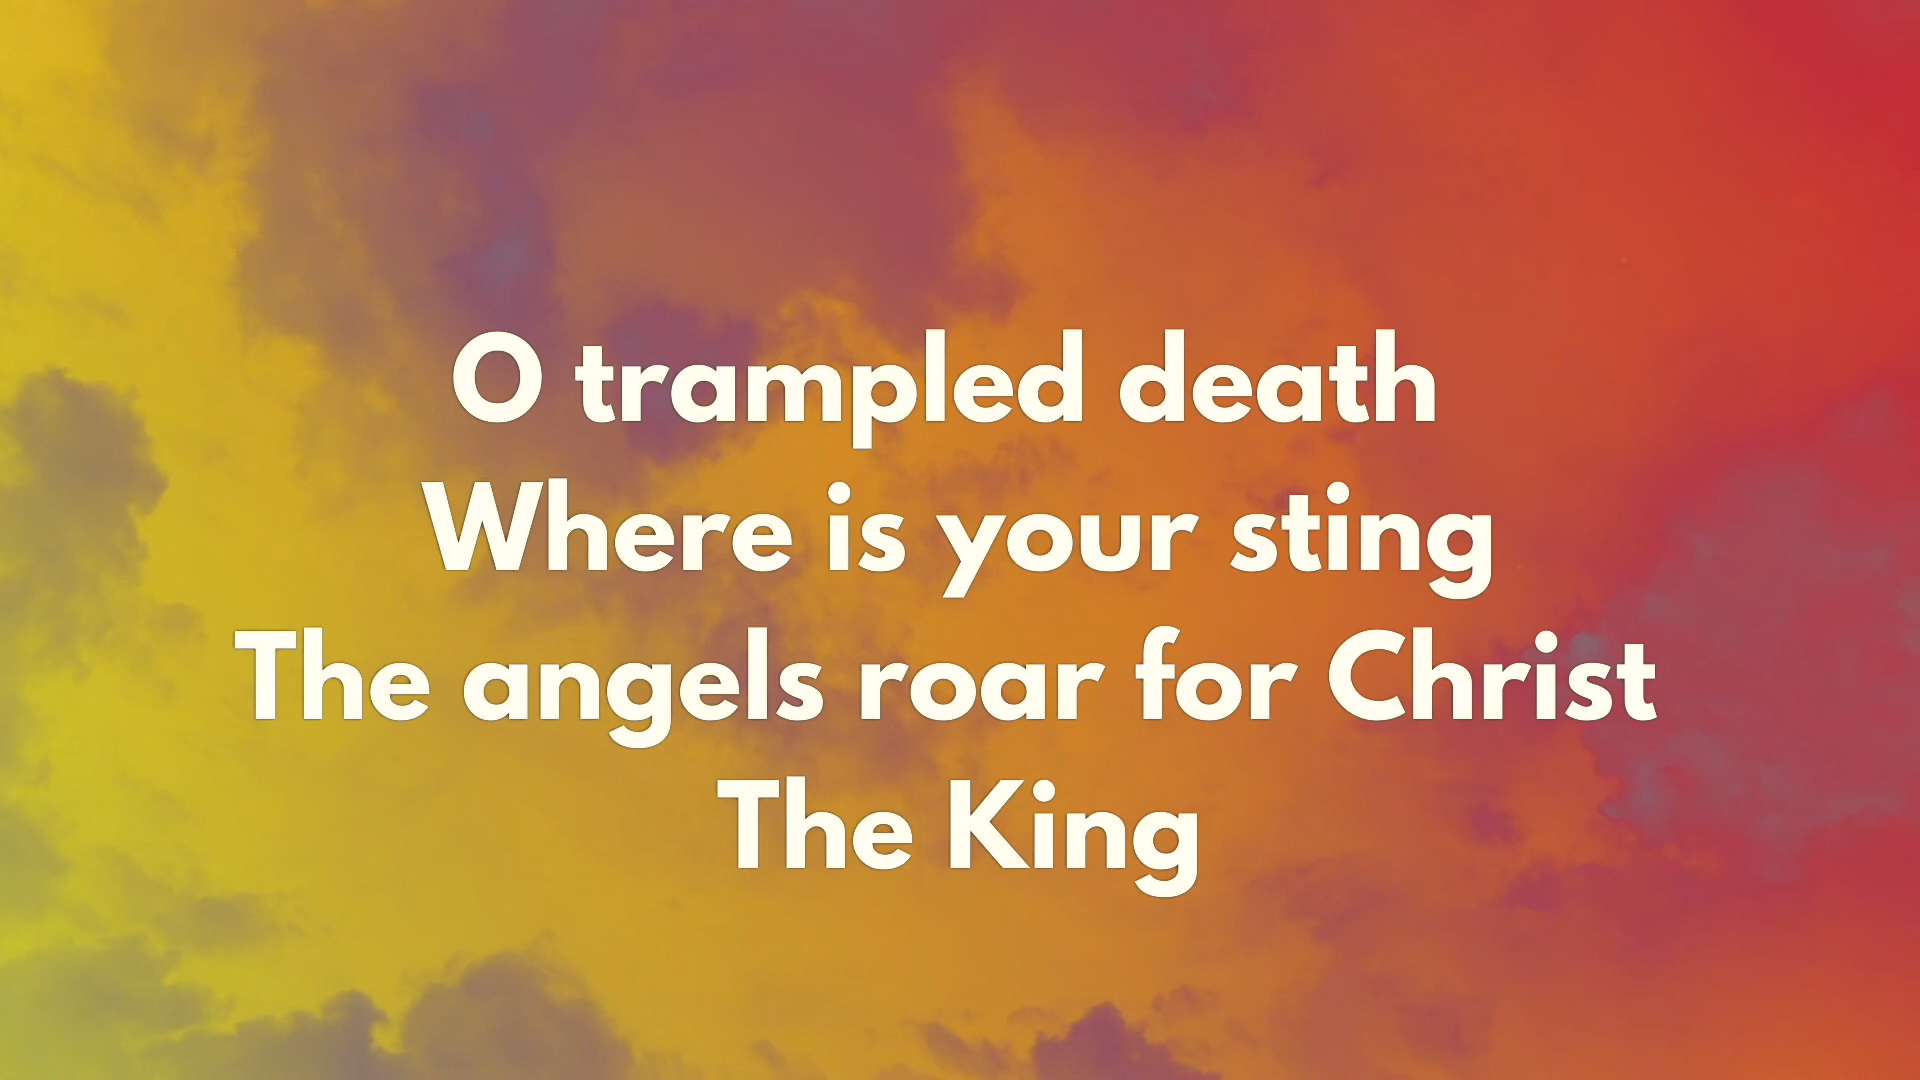 O trampled death
Where is your sting
The angels roar for Christ
The King